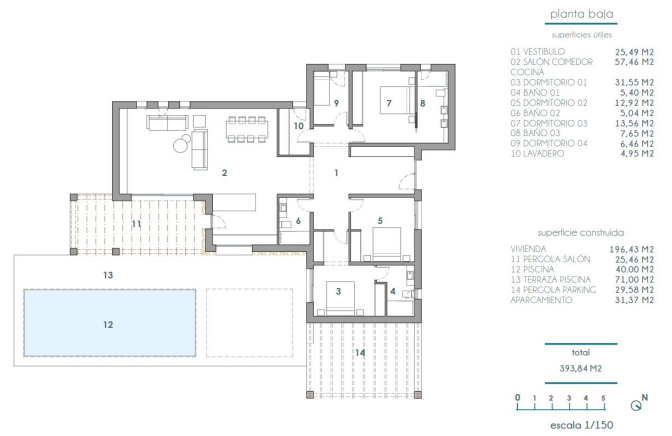 planta baja
superficies útiles
01 VESTIBULO 25,49 M2
02 SALÓN COMEDOR 57,46 M2
COCINA
03 DORMITORIO 01 31,55 M2
04 BAÑO 01 5,40 M2
05 DORMITORIO 02 12,92 M2
06 BAÑO 02 5,04 M2
07 DORMITORIO 03 13,56 M2
08 BAÑO 03 7,65 M2
09 DORMITORIO 04 6,46 M2
10 LAVADERO 4,95 M2
superficie construida
VIVIENDA 196,43 M2
11 PERGOLA SALÓN 25,46 M2
12 PISCINA 40.00 M2
13 TERRAZA PISCINA 71,00 M2
14 PERGOLA PARKING 29,58 M2
APARCAMIENTO 31,37 M2
total
393,84 M2
0 1 2 3 4 5 N
escala 1/150
9
7
8
10
2
1
6
5
11
13
3
4
12
14